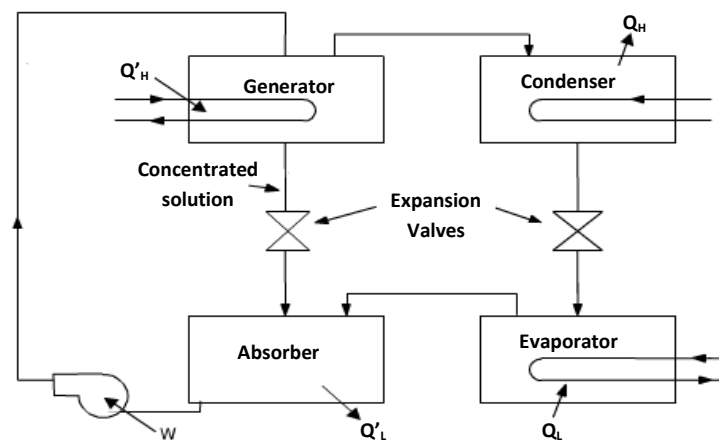 Q'H
Generator
QH
Condenser
Concentrated
solution
Expansion
Valves
Absorber
Evaporator
W
Q'L
QL